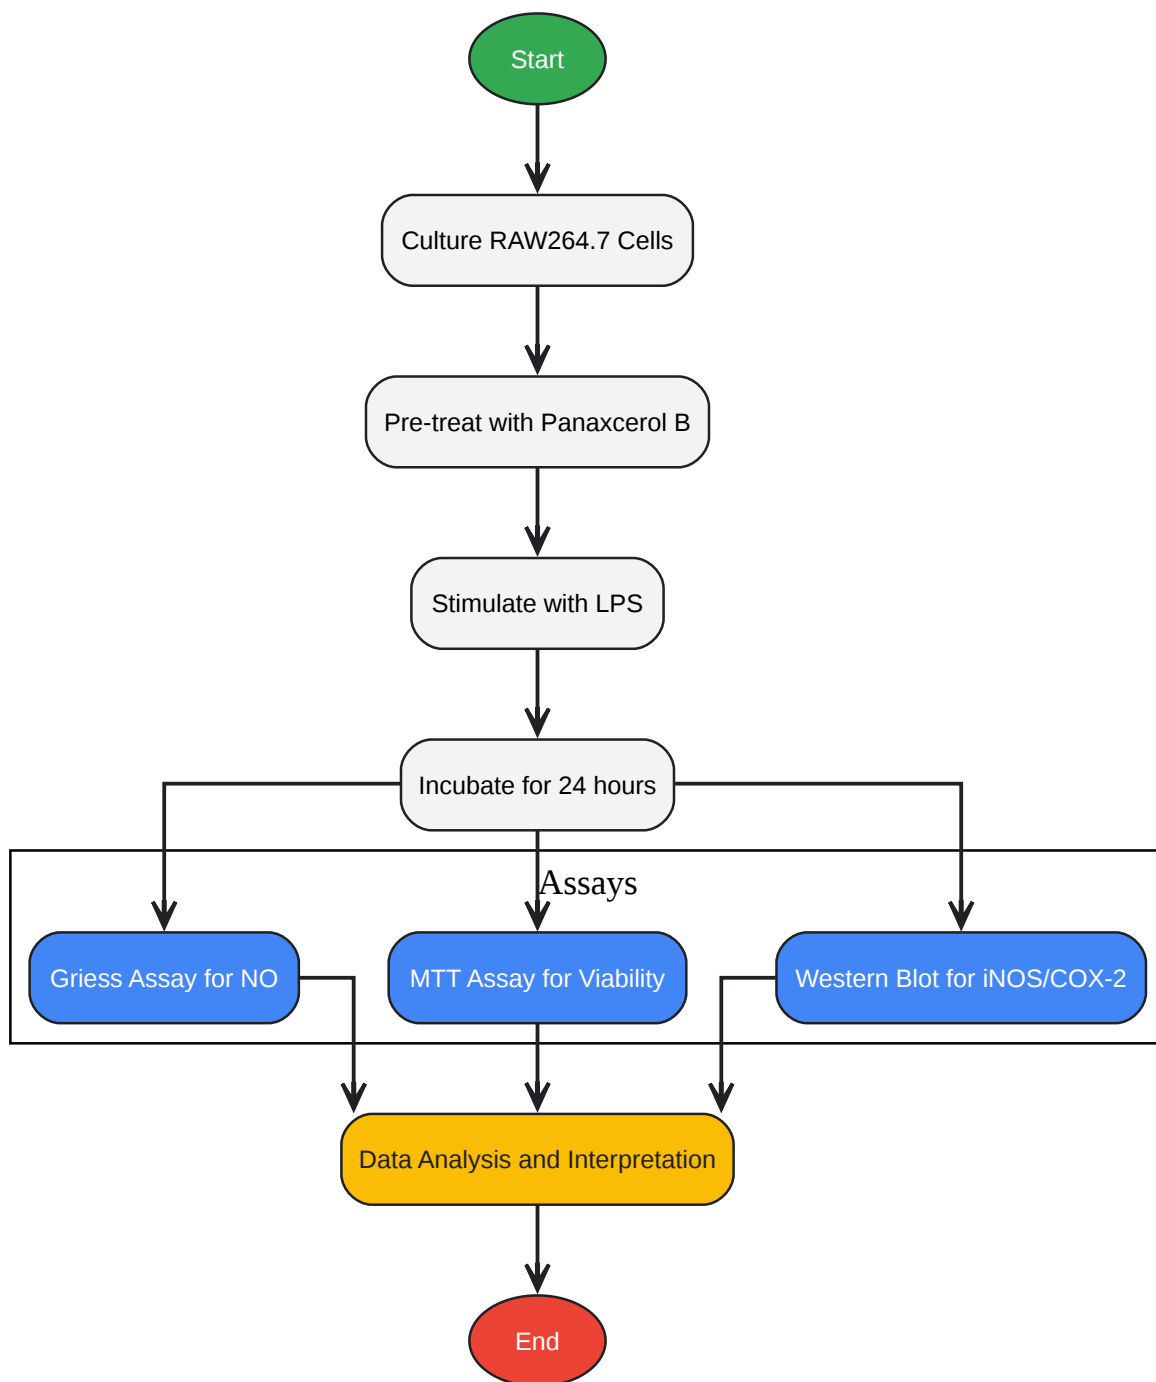 Start
Culture RAW264.7 Cells
Pre-treat with Panaxcerol B
Stimulate with LPS
Incubate for 24 hours
Assays
Griess Assay for NO
MTT Assay for Viability
Western Blot for iNOS/COX-2
Data Analysis and Interpretation
End